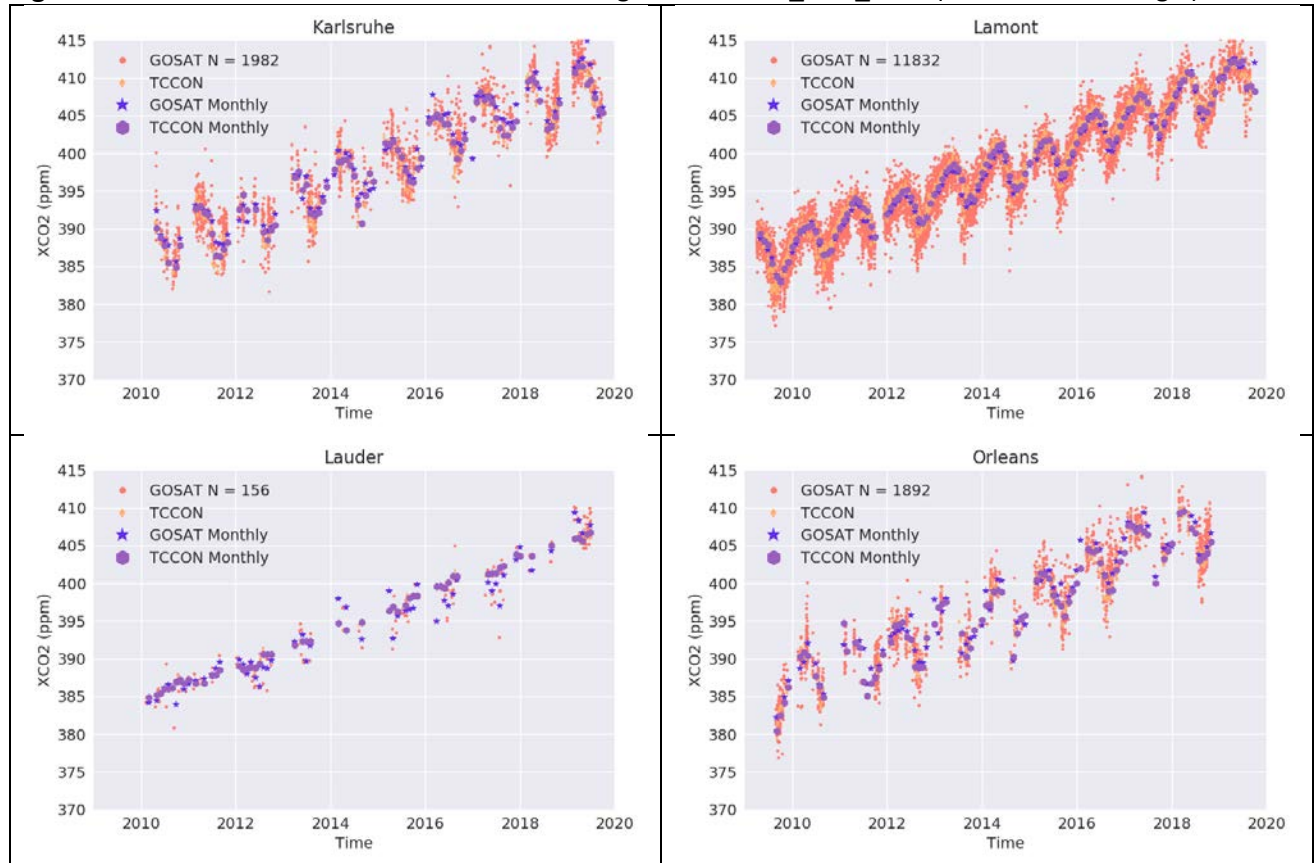 Karlsruhe
415
410
405
400
395
390
385
380
375
370
XCO2 (ppm)
GOSAT N = 1982
TCCON
GOSAT Monthly
TCCON Monthly
2010 2012 2014 2016 2018 2020
Time
Lamont
415
410
405
400
395
390
385
380
375
370
XCO2 (ppm)
GOSAT N = 11832
TCCON
GOSAT Monthly
TCCON Monthly
2010 2012 2014 2016 2018 2020
Time
Lauder
415
410
405
400
395
390
385
380
375
370
XCO2 (ppm)
GOSAT N = 156
TCCON
GOSAT Monthly
TCCON Monthly
2010 2012 2014 2016 2018 2020
Time
Orleans
415
410
405
400
395
390
385
380
375
370
XCO2 (ppm)
GOSAT N = 1892
TCCON
GOSAT Monthly
TCCON Monthly
2010 2012 2014 2016 2018 2020
Time